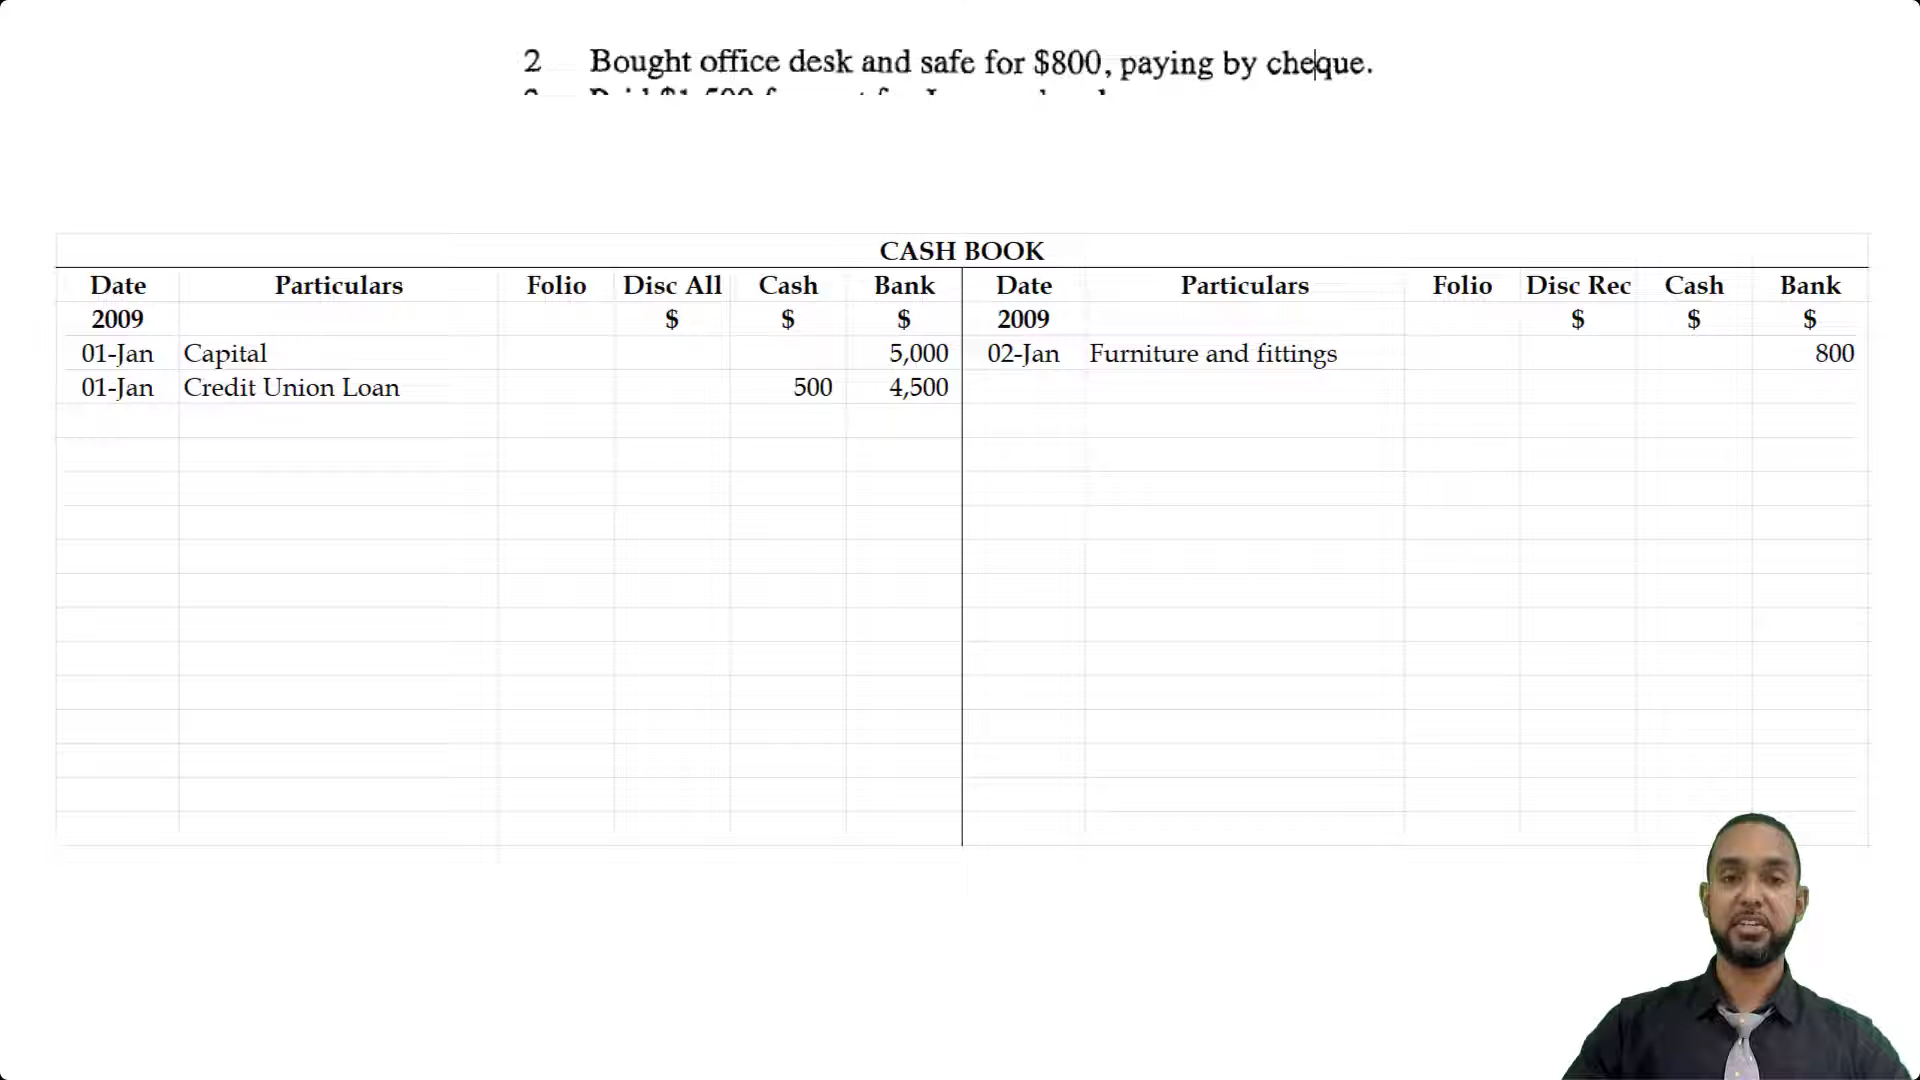 2 Bought office desk and safe for $800, paying by cheque.
CASH BOOK
Date Particulars Folio Disc All Cash Bank Date Particulars Folio Disc Rec Cash Bank
2009 $ $ $ 2009 $ $ $
01-Jan Capital 5,000 02-Jan Furniture and fittings 800
01-Jan Credit Union Loan 500 4,500